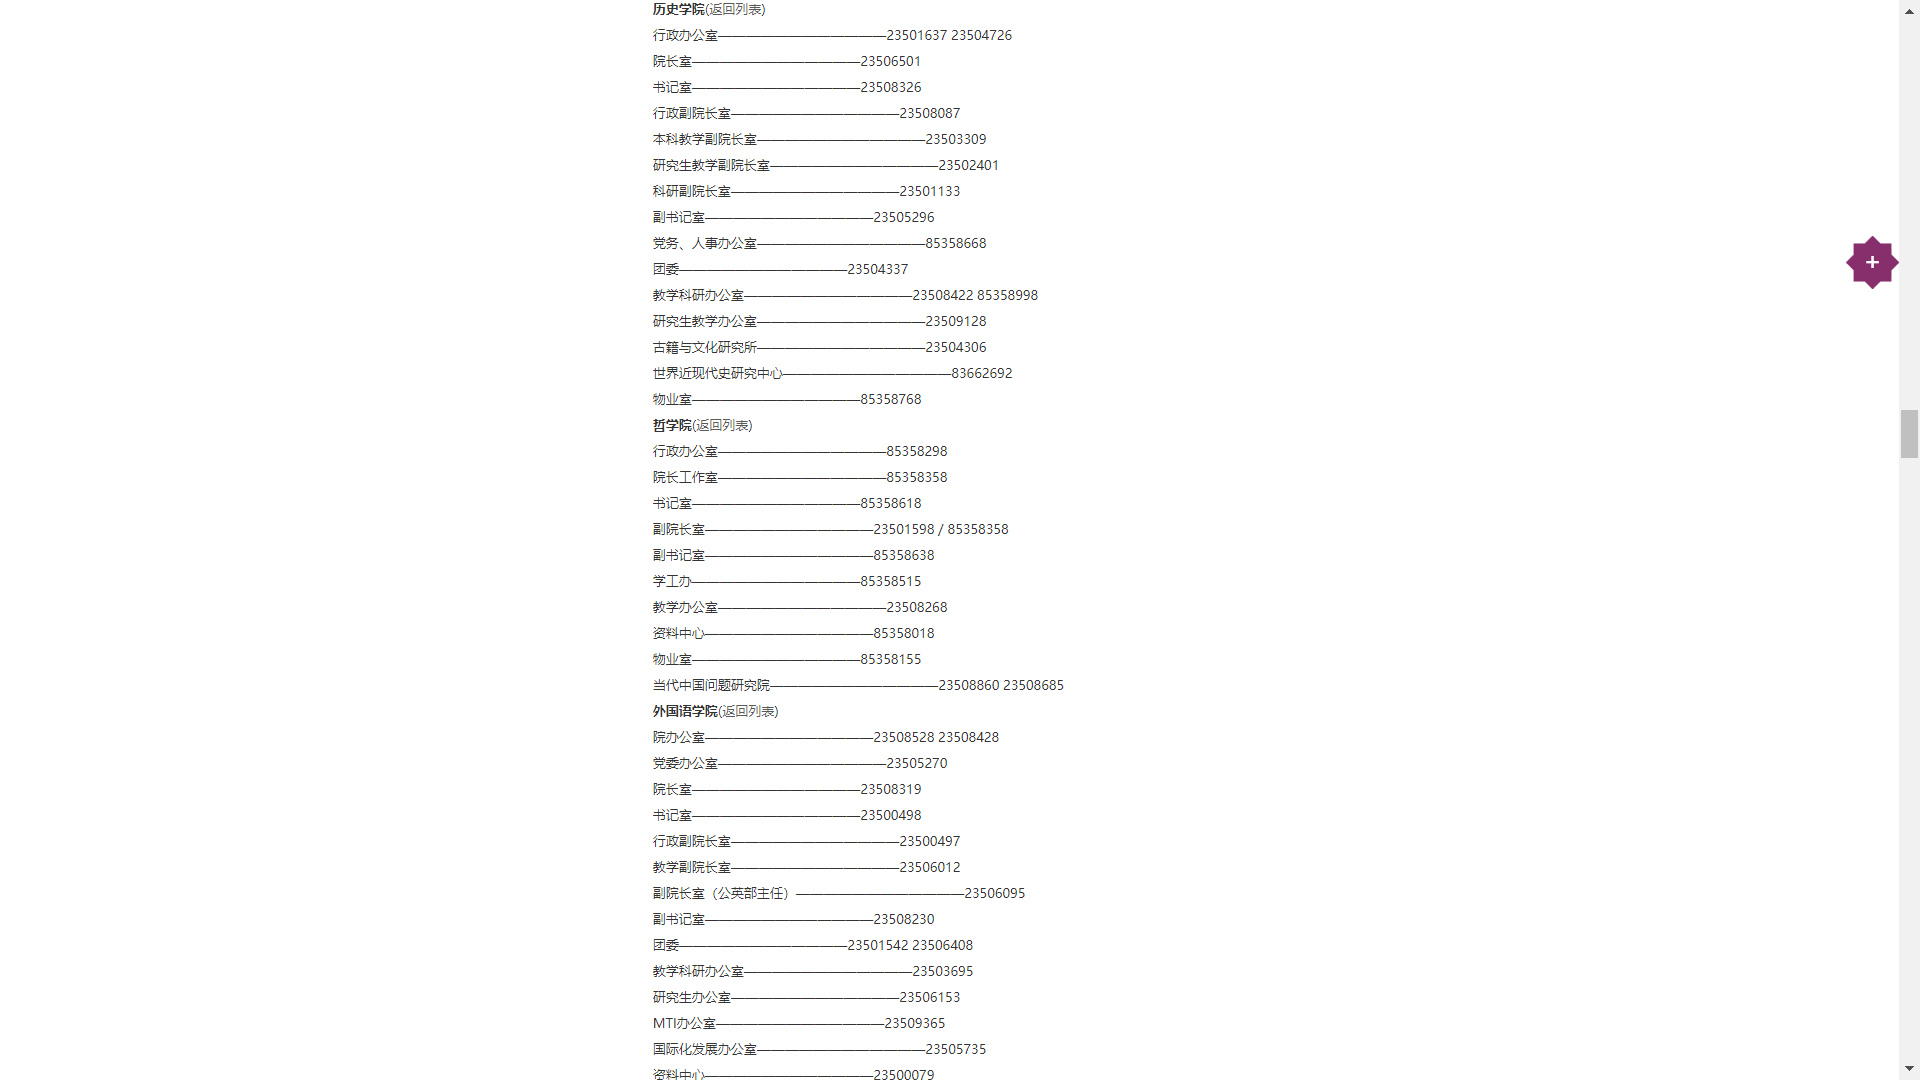 历史学院(返回列表)
行政办公室————————————23501637 23504726
院长室————————————23506501
书记室————————————23508326
行政副院长室————————————23508087
本科教学副院长室————————————23503309
研究生教学副院长室————————————23502401
科研副院长室————————————23501133
副书记室————————————23505296
党务、人事办公室————————————85358668
团委————————————23504337
教学科研办公室————————————23508422 85358998
研究生教学办公室————————————23509128
古籍与文化研究所————————————23504306
世界近现代史研究中心————————————83662692
物业室————————————85358768
哲学院(返回列表)
行政办公室————————————85358298
院长工作室————————————85358358
书记室————————————85358618
副院长室————————————23501598 / 85358358
副书记室————————————85358638
学工办————————————85358515
教学办公室————————————23508268
资料中心————————————85358018
物业室————————————85358155
当代中国问题研究院————————————23508860 23508685
外国语学院(返回列表)
院办公室————————————23508528 23508428
党委办公室————————————23505270
院长室————————————23508319
书记室————————————23500498
行政副院长室————————————23500497
教学副院长室————————————23506012
副院长室（公英部主任）————————————23506095
副书记室————————————23508230
团委————————————23501542 23506408
教学科研办公室————————————23503695
研究生办公室————————————23506153
MTI办公室————————————23509365
国际化发展办公室————————————23505735
资料中心————————————23500079
+